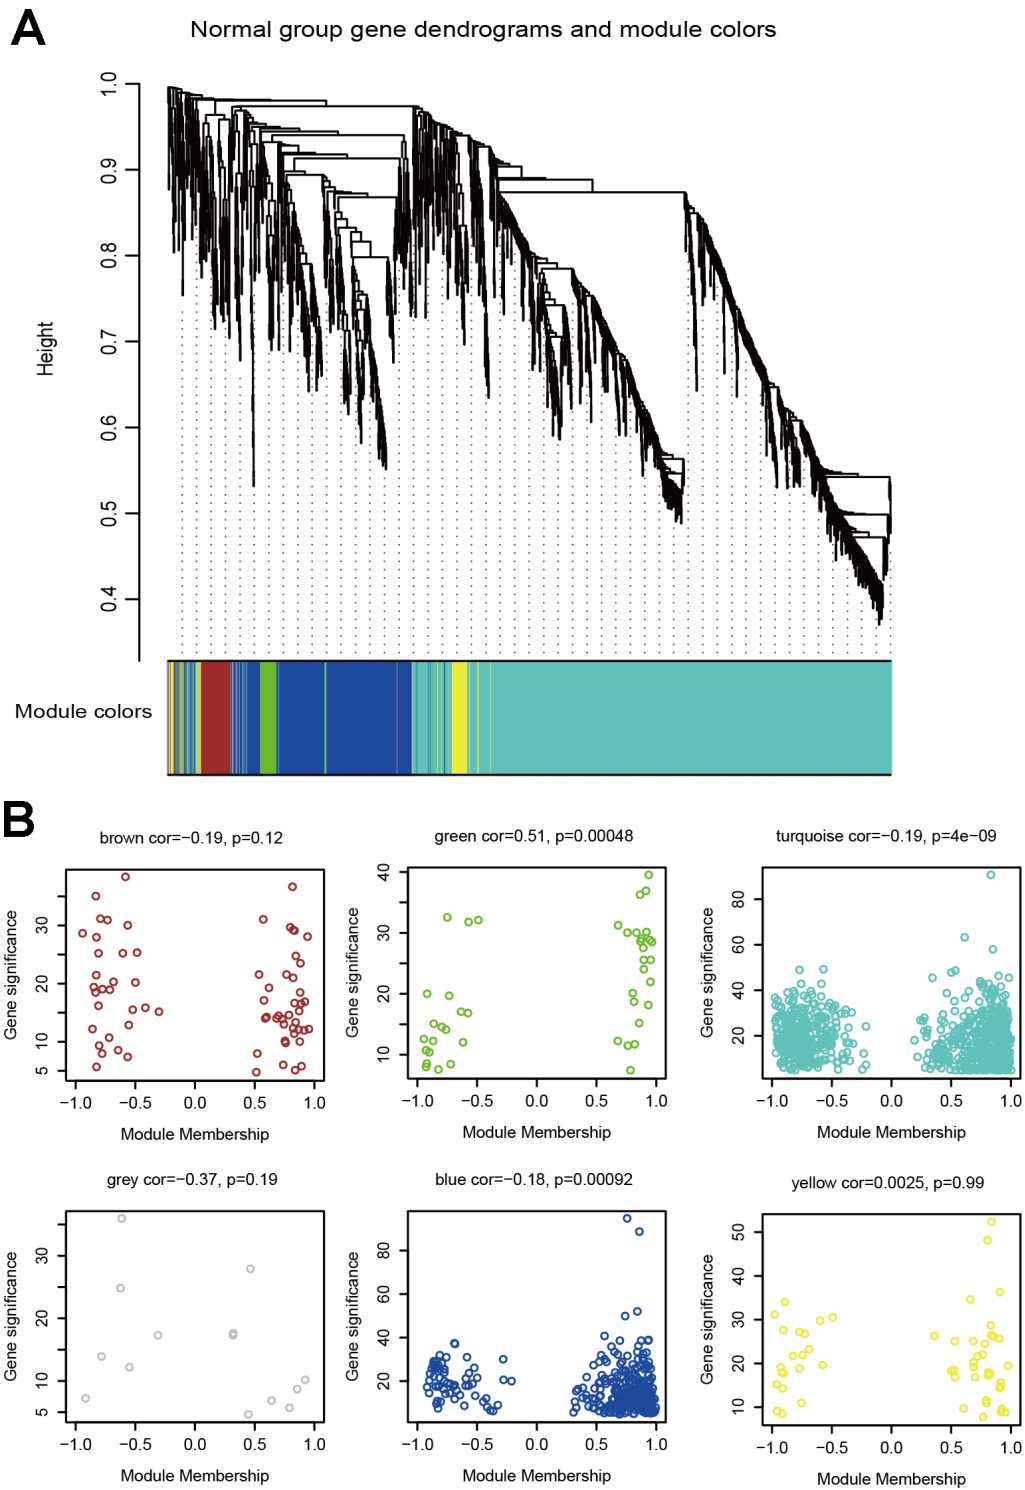 A
Normal group gene dendrograms and module colors
Height
1.0
0.9
0.8
0.7
0.6
0.5
0.4
Module colors
B
brown cor=−0.19, p=0.12
Gene significance
30
20
10
5
−1.0 −0.5 0.0 0.5 1.0
Module Membership
green cor=0.51, p=0.00048
Gene significance
40
30
20
10
−1.0 −0.5 0.0 0.5 1.0
Module Membership
turquoise cor=−0.19, p=4e−09
Gene significance
80
60
40
20
−1.0 −0.5 0.0 0.5 1.0
Module Membership
grey cor=−0.37, p=0.19
Gene significance
30
20
10
5
−1.0 −0.5 0.0 0.5 1.0
Module Membership
blue cor=−0.18, p=0.00092
Gene significance
80
60
40
20
−1.0 −0.5 0.0 0.5 1.0
Module Membership
yellow cor=0.0025, p=0.99
Gene significance
50
40
30
20
10
−1.0 −0.5 0.0 0.5 1.0
Module Membership